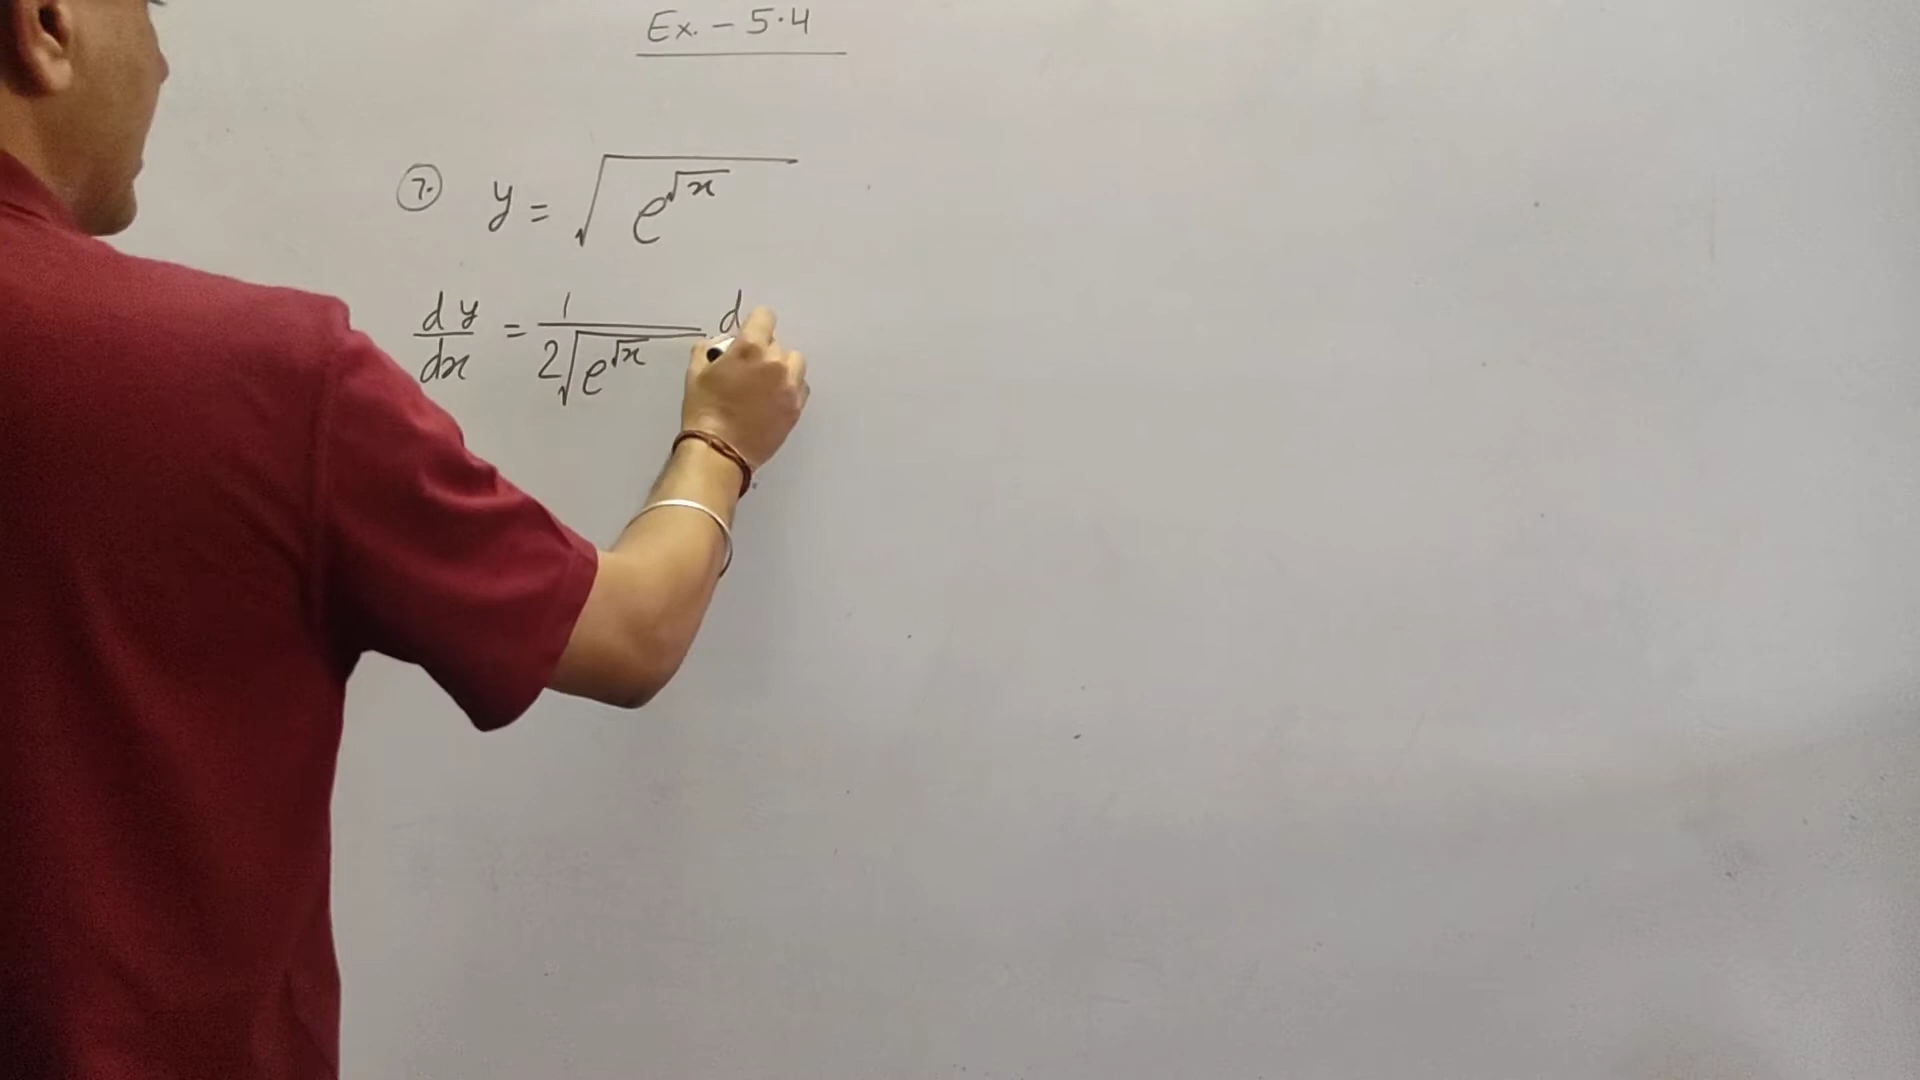 Ex. - 5.4
7. y = √(e^√x)
dy/dx = 1/(2√(e^√x)) d